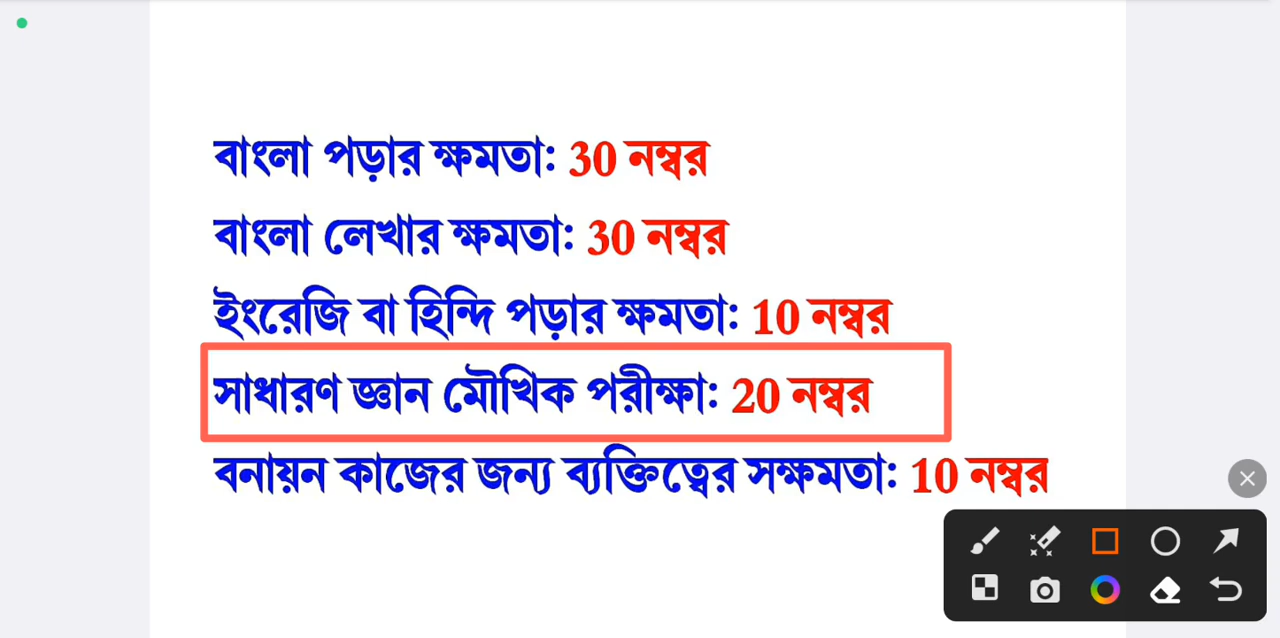 বাংলা পড়ার ক্ষমতা: 30 নম্বর
বাংলা লেখার ক্ষমতা: 30 নম্বর
ইংরেজি বা হিন্দি পড়ার ক্ষমতা: 10 নম্বর
সাধারণ জ্ঞান মৌখিক পরীক্ষা: 20 নম্বর
বনায়ন কাজের জন্য ব্যক্তিত্বের সক্ষমতা: 10 নম্বর